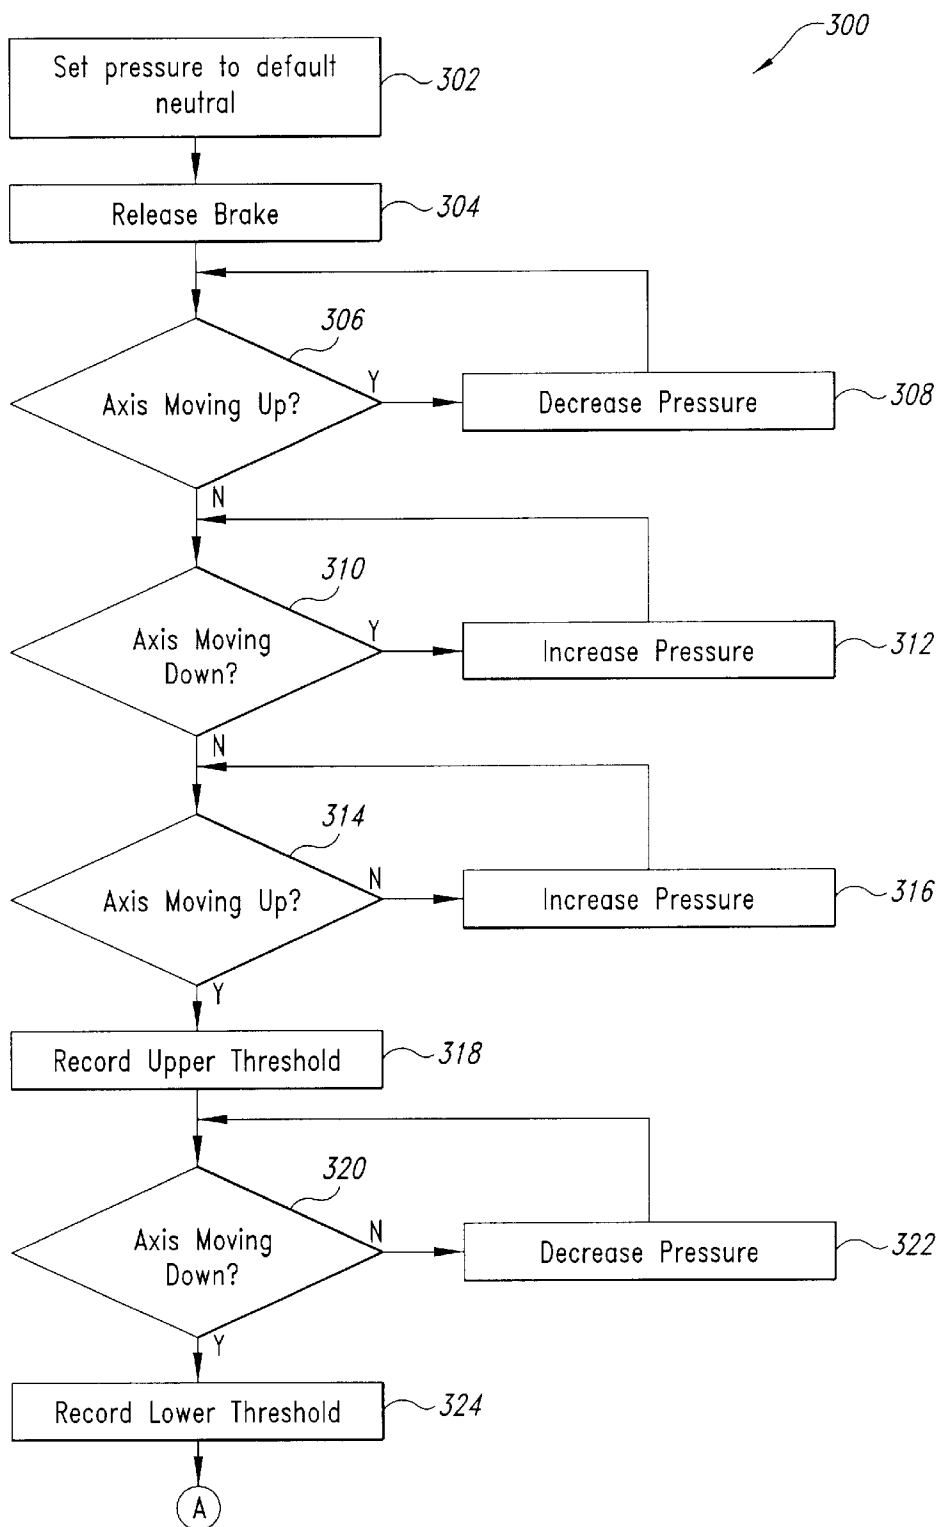 300
Set pressure to default
neutral
302
Release Brake
304
306
Axis Moving Up?
Y
Decrease Pressure
308
N
310
Axis Moving
Down?
Y
Increase Pressure
312
N
314
Axis Moving Up?
N
Increase Pressure
316
Y
Record Upper Threshold
318
320
Axis Moving
Down?
N
Decrease Pressure
322
Y
Record Lower Threshold
324
A